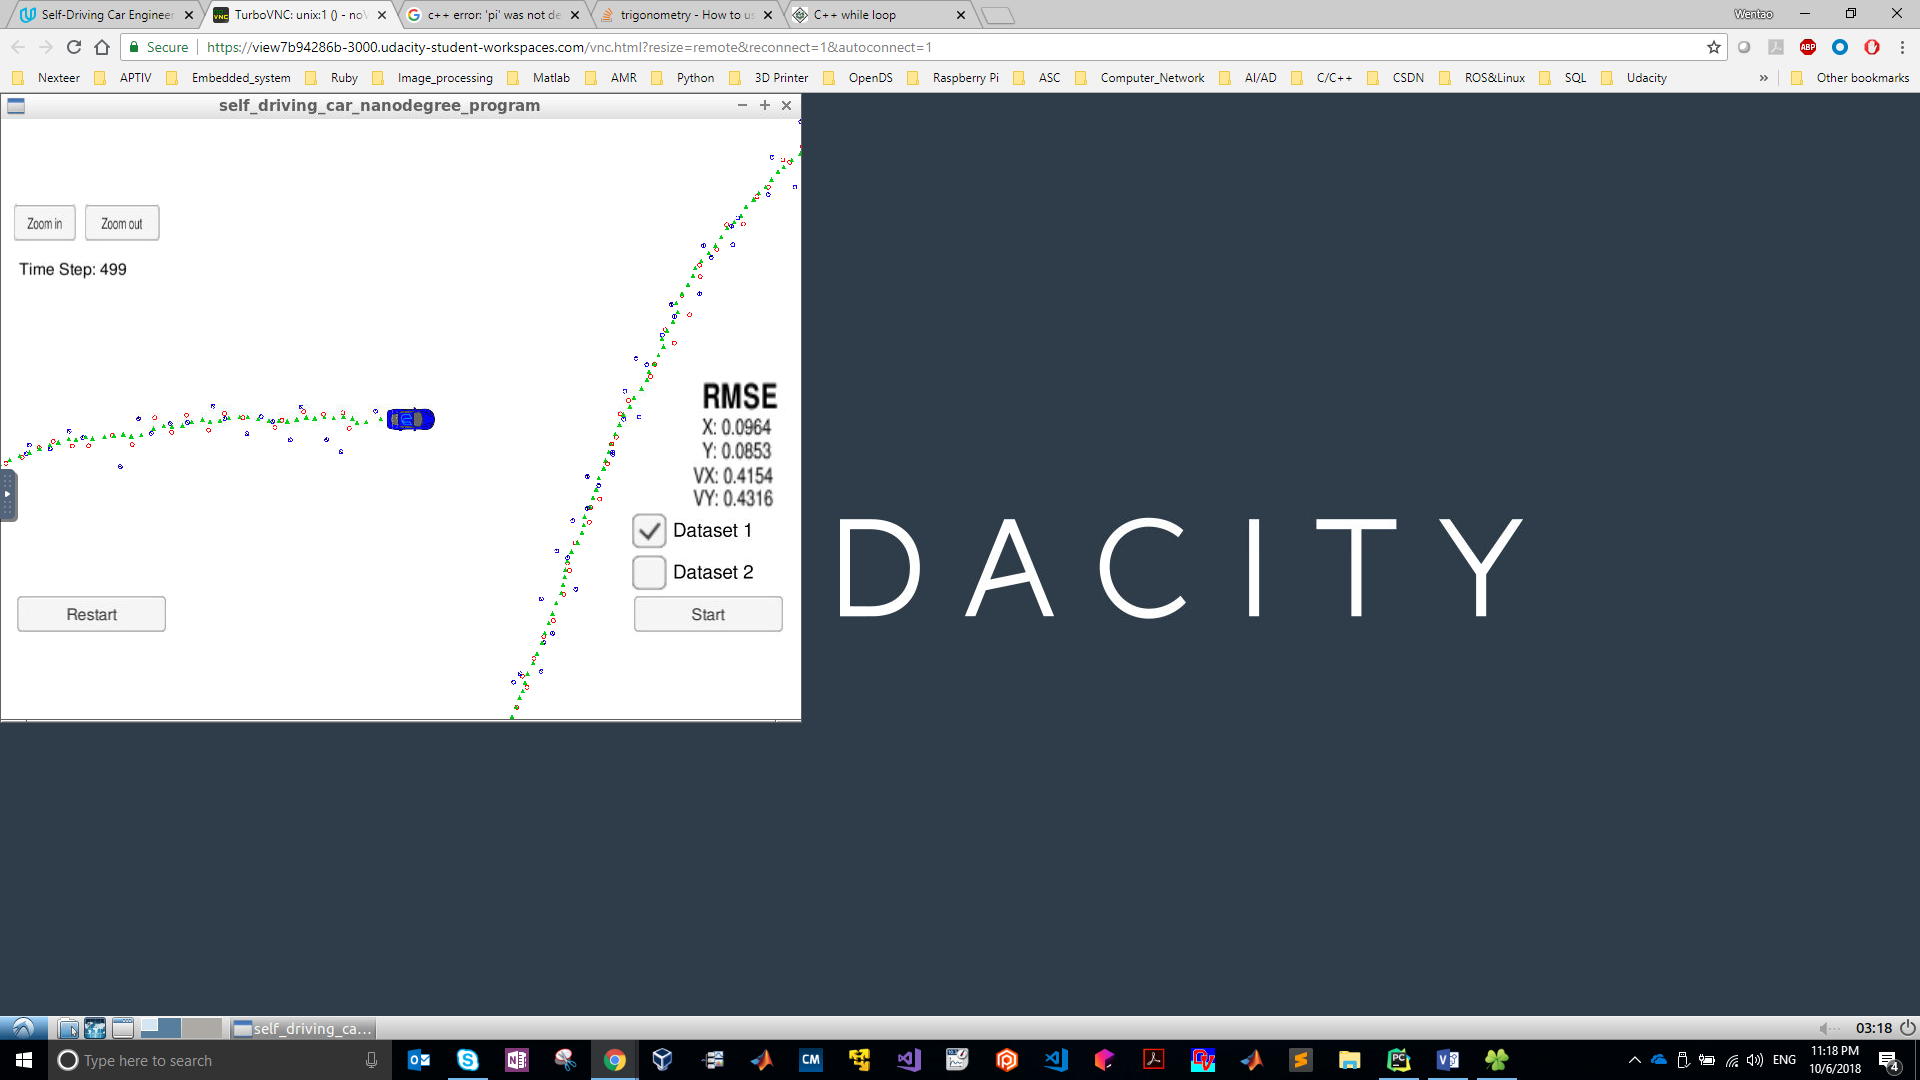 Self-Driving Car Engineer
TurboVNC: unix:1 () - noV
c++ error: 'pi' was not de
trigonometry - How to us
C++ while loop
Wentao
Secure
https://view7b94286b-3000.udacity-student-workspaces.com/vnc.html?resize=remote&reconnect=1&autoconnect=1
ABP
Nexteer
APTIV
Embedded_system
Ruby
Image_processing
Matlab
AMR
Python
3D Printer
OpenDS
Raspberry Pi
ASC
Computer_Network
AI/AD
C/C++
CSDN
ROS&Linux
SQL
Udacity
»
Other bookmarks
self_driving_car_nanodegree_program
Zoom in
Zoom out
Time Step: 499
RMSE
X: 0.0964
Y: 0.0853
VX: 0.4154
VY: 0.4316
Dataset 1
Dataset 2
Restart
Start
DACITY
self_driving_ca...
03:18
Type here to search
CM
ENG
11:18 PM
10/6/2018
4